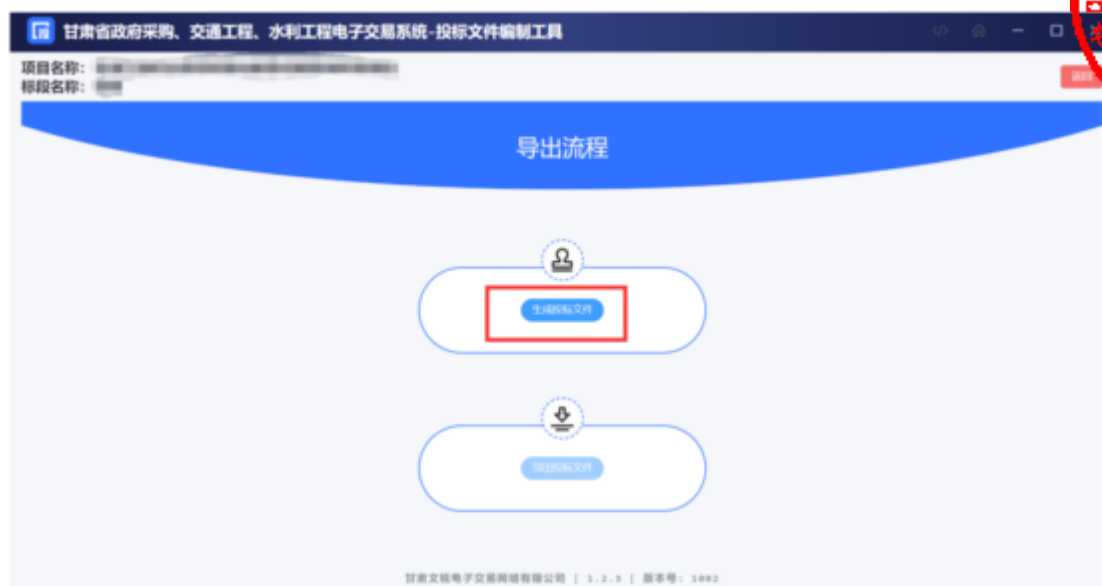 甘肃省政府采购、交通工程、水利工程电子交易系统-投标文件编制工具
项目名称：
标段名称：
返回
导出流程
生成投标文件
导出投标文件
甘肃文锐电子交易网络有限公司 | 1.2.3 | 版本号: 1002